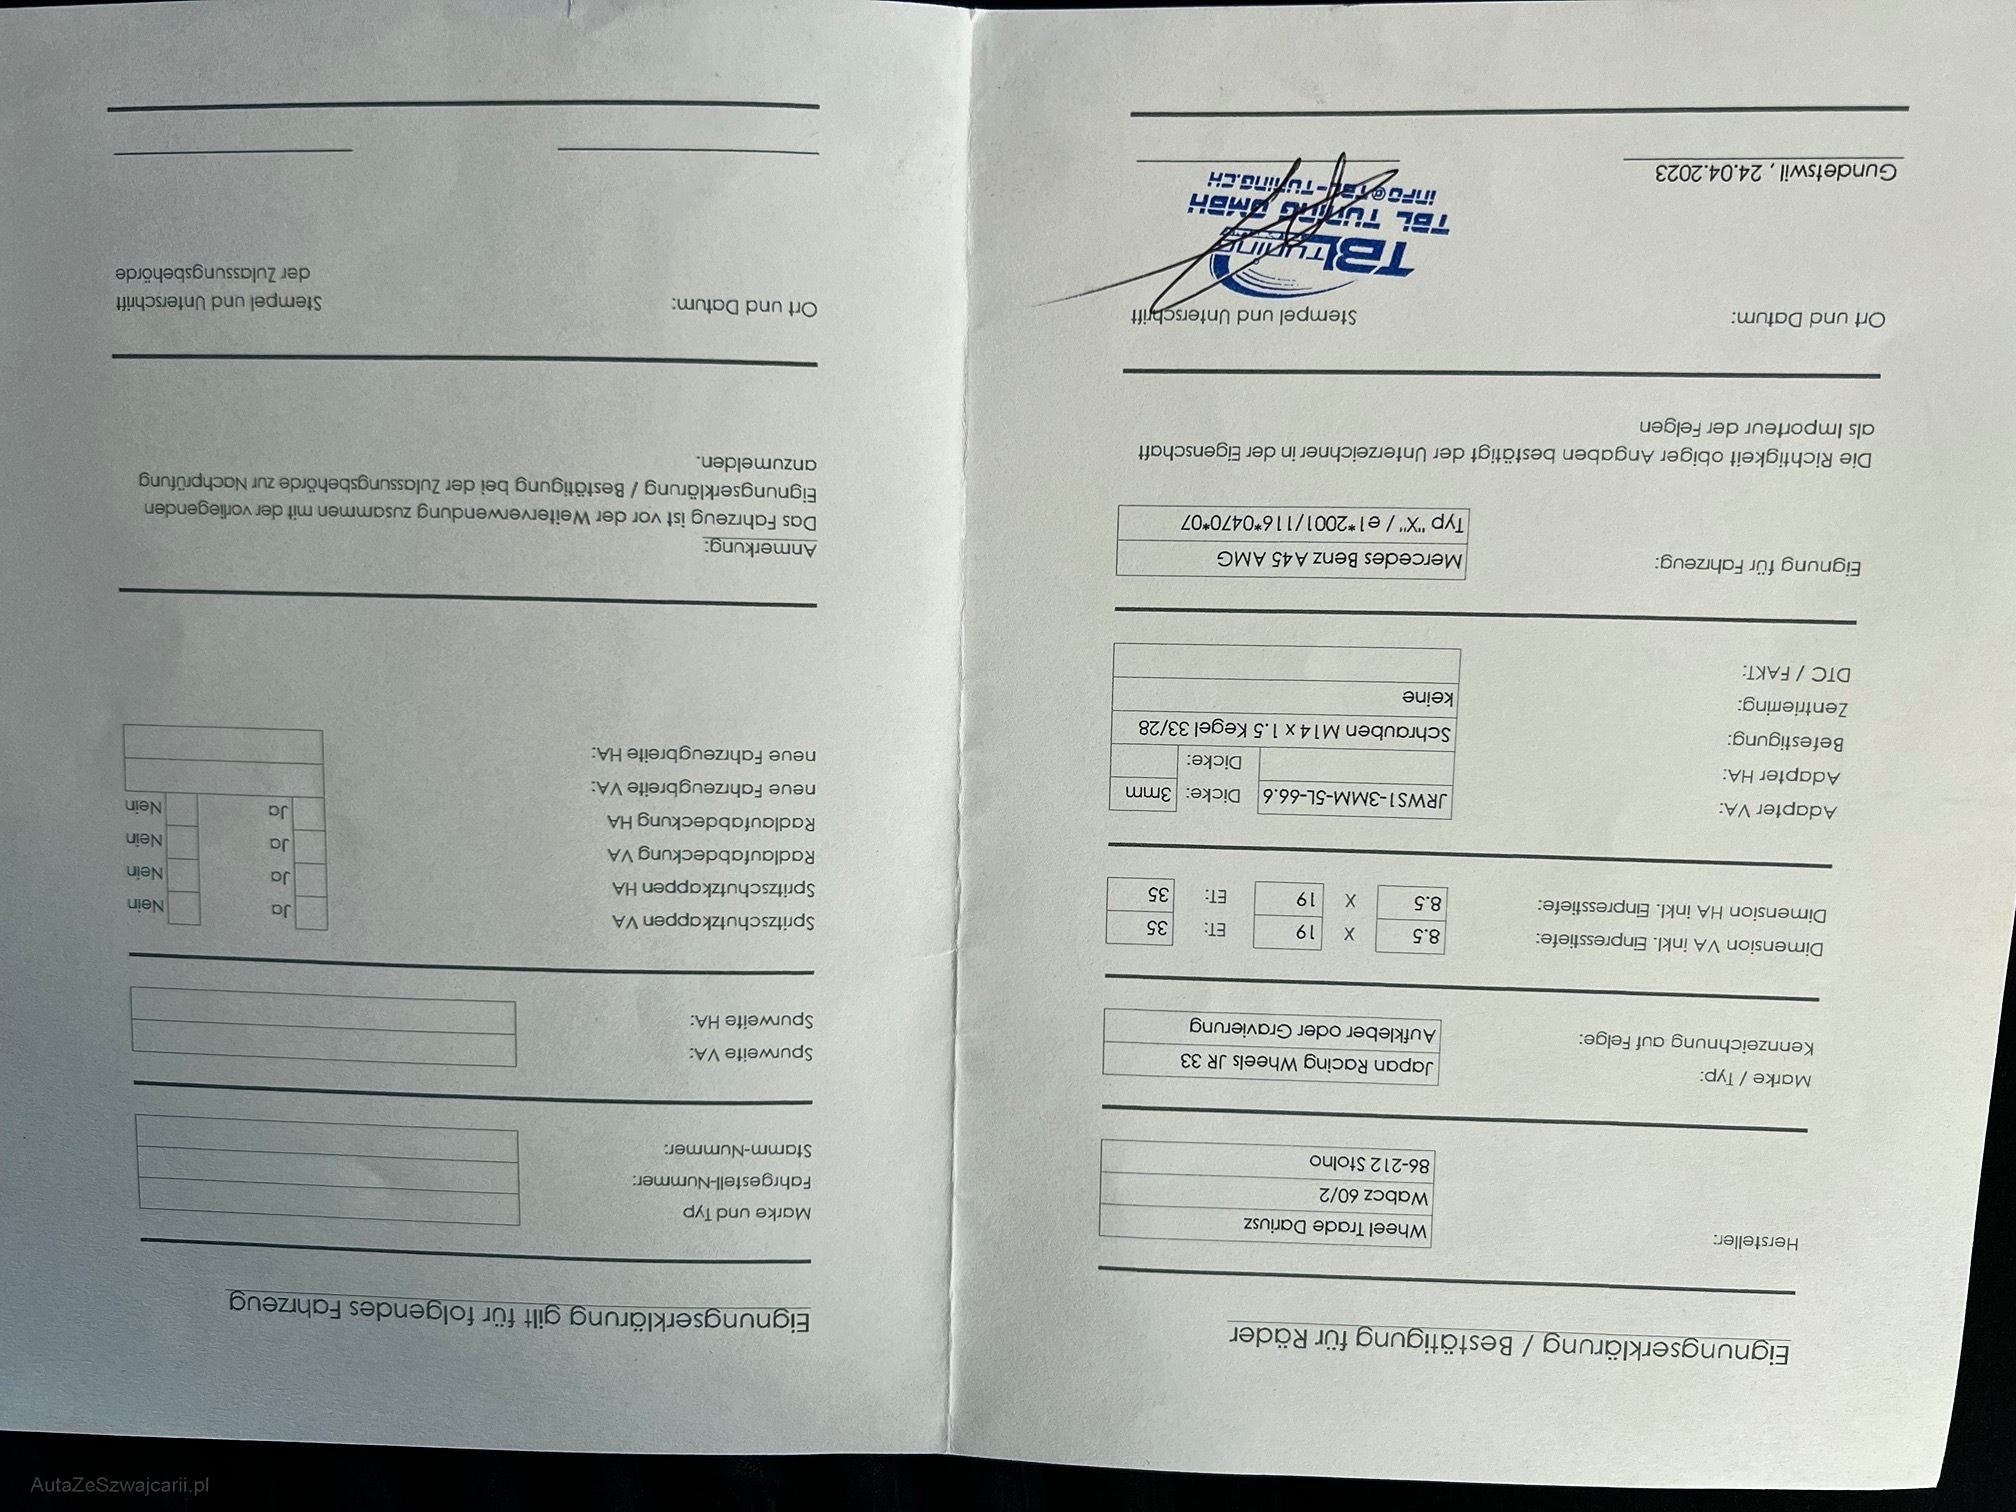 Eignungserklärung / Bestätigung für Räder
Hersteller:
Wheel Trade Dariusz
Wabcz 60/2
86-212 Stolno
Marke / Typ:
Japan Racing Wheels JR 33
Kennzeichnung auf Felge:
Aufkleber oder Gravierung
Dimension VA inkl. Einpresstiefe: 8.5 X 19 ET: 35
Dimension HA inkl. Einpresstiefe: 8.5 X 19 ET: 35
Adapter VA: JRWS1-3MM-5L-66.6 Dicke: 3mm
Adapter HA: Dicke:
Befestigung: Schrauben M14 x 1.5 Kegel 33/28
Zentrierring: keine
DTC / FAKT:
Eignung für Fahrzeug:
Mercedes Benz A45 AMG
Typ "X" / e1*2001/116*0470*07
Die Richtigkeit obiger Angaben bestätigt der Unterzeichner in der Eigenschaft
als Importeur der Felgen
Ort und Datum: Stempel und Unterschrift
TBL TUNING
TBL TUNING GMBH
INFO@TBL-TUNING.CH
Gundetswil , 24.04.2023
Eignungserklärung gilt für folgendes Fahrzeug
Marke und Typ
Fahrgestell-Nummer:
Stamm-Nummer:
Spurweite VA:
Spurweite HA:
Spritzschutzkappen VA Ja Nein
Spritzschutzkappen HA Ja Nein
Radlaufabdeckung VA Ja Nein
Radlaufabdeckung HA Ja Nein
neue Fahrzeugbreite VA:
neue Fahrzeugbreite HA:
Anmerkung:
Das Fahrzeug ist vor der Weiterverwendung zusammen mit der vorliegenden
Eignungserklärung / Bestätigung bei der Zulassungsbehörde zur Nachprüfung
anzumelden.
Ort und Datum: Stempel und Unterschrift
der Zulassungsbehörde
AutaZeSzwajcarii.pl